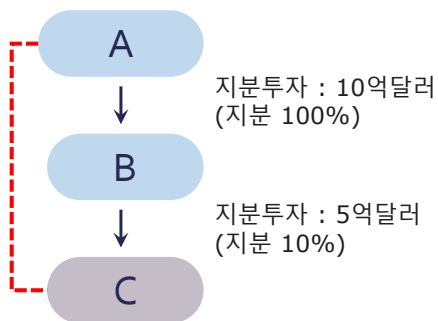 A
지분투자 : 10억달러
(지분 100%)
B
지분투자 : 5억달러
(지분 10%)
C